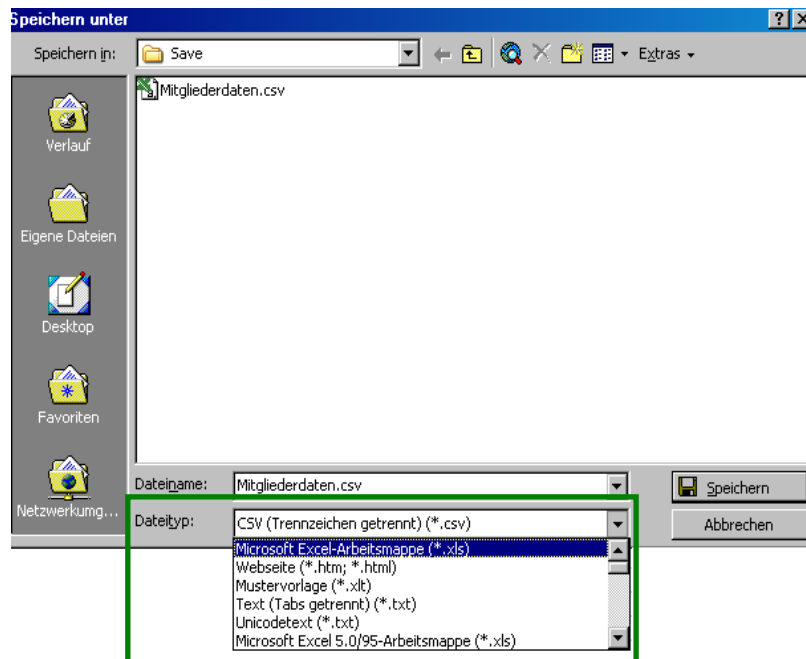 Speichern unter
Speichern in: Save Extras
Mitgliederdaten.csv
Verlauf
Eigene Dateien
Desktop
Favoriten
Netzwerkumg...
Dateiname: Mitgliederdaten.csv Speichern
Dateityp: CSV (Trennzeichen getrennt) (*.csv) Abbrechen
Microsoft Excel-Arbeitsmappe (*.xls)
Webseite (*.htm; *.html)
Mustervorlage (*.xlt)
Text (Tabs getrennt) (*.txt)
Unicodetext (*.txt)
Microsoft Excel 5.0/95-Arbeitsmappe (*.xls)